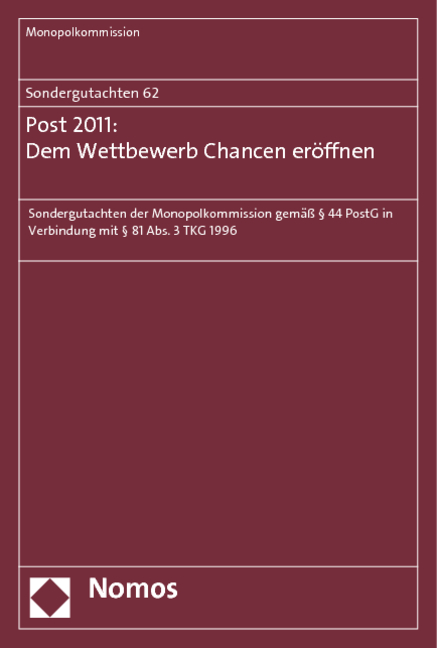 Monopolkommission
Sondergutachten 62
Post 2011:
Dem Wettbewerb Chancen eröffnen
Sondergutachten der Monopolkommission gemäß § 44 PostG in
Verbindung mit § 81 Abs. 3 TKG 1996
Nomos